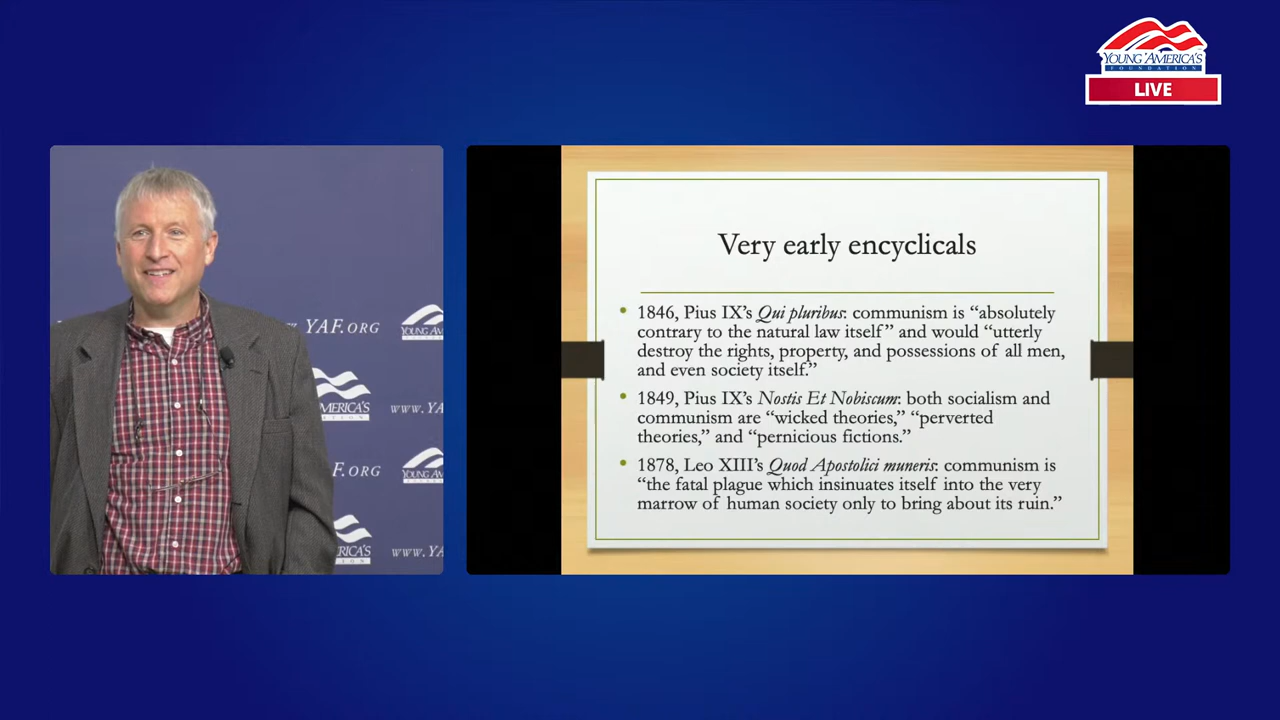 YOUNG AMERICA'S
FOUNDATION
LIVE
YAF.ORG
YOUNG AM
AMERICA'S
WWW.YA
F.ORG
AMERICA'S
WWW.YA
Very early encyclicals
• 1846, Pius IX’s Qui pluribus: communism is “absolutely
contrary to the natural law itself” and would “utterly
destroy the rights, property, and possessions of all men,
and even society itself.”
• 1849, Pius IX’s Nostis Et Nobiscum: both socialism and
communism are “wicked theories,” “perverted
theories,” and “pernicious fictions.”
• 1878, Leo XIII’s Quod Apostolici muneris: communism is
“the fatal plague which insinuates itself into the very
marrow of human society only to bring about its ruin.”